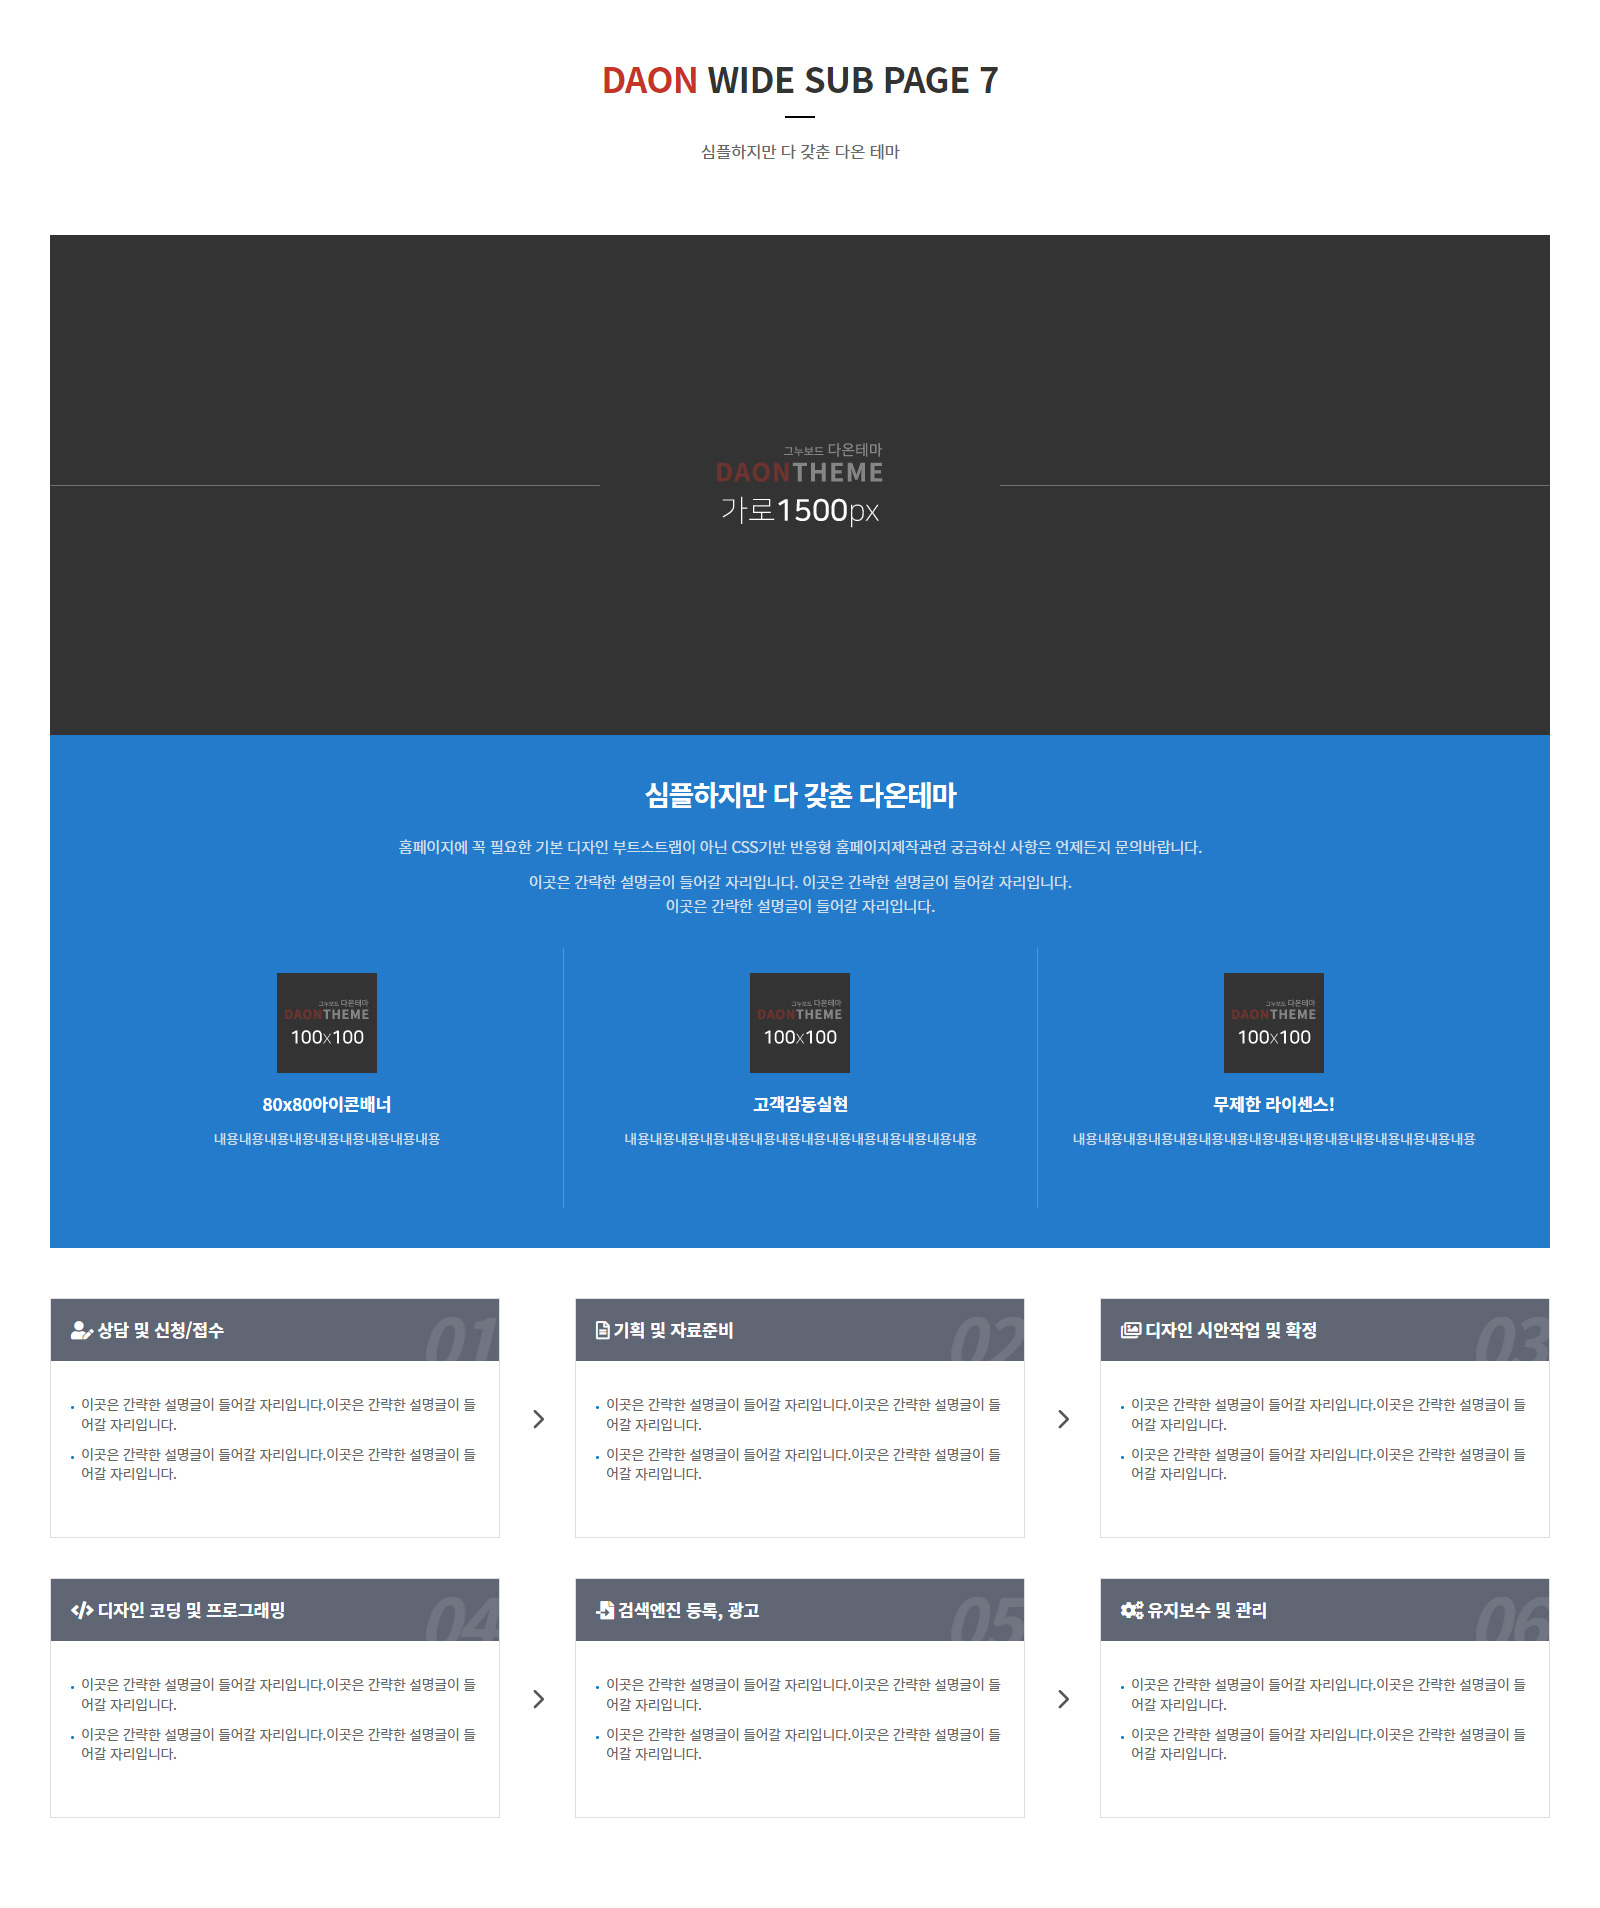 DAON WIDE SUB PAGE 7
심플하지만 다 갖춘 다온 테마
그누보드 다온테마
DAONTHEME
가로1500px
심플하지만 다 갖춘 다온테마
홈페이지에 꼭 필요한 기본 디자인 부트스트랩이 아닌 CSS기반 반응형 홈페이지제작관련 궁금하신 사항은 언제든지 문의바랍니다.
이곳은 간략한 설명글이 들어갈 자리입니다. 이곳은 간략한 설명글이 들어갈 자리입니다.
이곳은 간락한 설명글이 들어갈 자리입니다.
그누보드 다온테마
DAONTHEME
100x100
80x80아이콘배너
내용내용내용내용내용내용내용내용내용
그누보드 다온테마
DAONTHEME
100x100
고객감동실현
내용내용내용내용내용내용내용내용내용내용내용내용내용내용
그누보드 다온테마
DAONTHEME
100x100
무제한 라이센스!
내용내용내용내용내용내용내용내용내용내용내용내용내용내용내용내용
상담 및 신청/접수
01
이곳은 간략한 설명글이 들어갈 자리입니다.이곳은 간략한 설명글이 들
어갈 자리입니다.
이곳은 간략한 설명글이 들어갈 자리입니다.이곳은 간략한 설명글이 들
어갈 자리입니다.
기획 및 자료준비
02
이곳은 간략한 설명글이 들어갈 자리입니다.이곳은 간략한 설명글이 들
어갈 자리입니다.
이곳은 간략한 설명글이 들어갈 자리입니다.이곳은 간략한 설명글이 들
어갈 자리입니다.
디자인 시안작업 및 확정
03
이곳은 간략한 설명글이 들어갈 자리입니다.이곳은 간략한 설명글이 들
어갈 자리입니다.
이곳은 간략한 설명글이 들어갈 자리입니다.이곳은 간략한 설명글이 들
어갈 자리입니다.
디자인 코딩 및 프로그래밍
04
이곳은 간략한 설명글이 들어갈 자리입니다.이곳은 간략한 설명글이 들
어갈 자리입니다.
이곳은 간략한 설명글이 들어갈 자리입니다.이곳은 간략한 설명글이 들
어갈 자리입니다.
검색엔진 등록, 광고
05
이곳은 간략한 설명글이 들어갈 자리입니다.이곳은 간략한 설명글이 들
어갈 자리입니다.
이곳은 간략한 설명글이 들어갈 자리입니다.이곳은 간략한 설명글이 들
어갈 자리입니다.
유지보수 및 관리
06
이곳은 간략한 설명글이 들어갈 자리입니다.이곳은 간략한 설명글이 들
어갈 자리입니다.
이곳은 간략한 설명글이 들어갈 자리입니다.이곳은 간략한 설명글이 들
어갈 자리입니다.